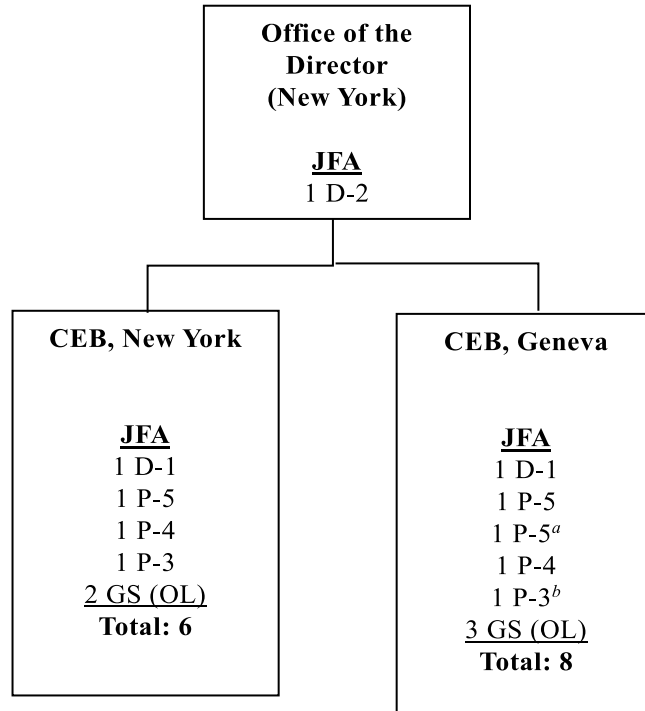 Office of the
Director
(New York)
JFA
1 D-2
CEB, New York
JFA
1 D-1
1 P-5
1 P-4
1 P-3
2 GS (OL)
Total: 6
CEB, Geneva
JFA
1 D-1
1 P-5
1 P-5ᵃ
1 P-4
1 P-3ᵇ
3 GS (OL)
Total: 8